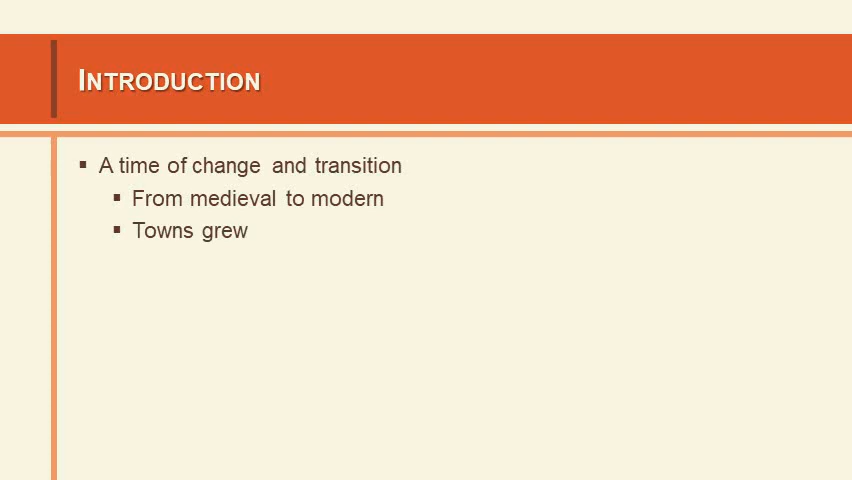 INTRODUCTION
▪ A time of change and transition
▪ From medieval to modern
▪ Towns grew